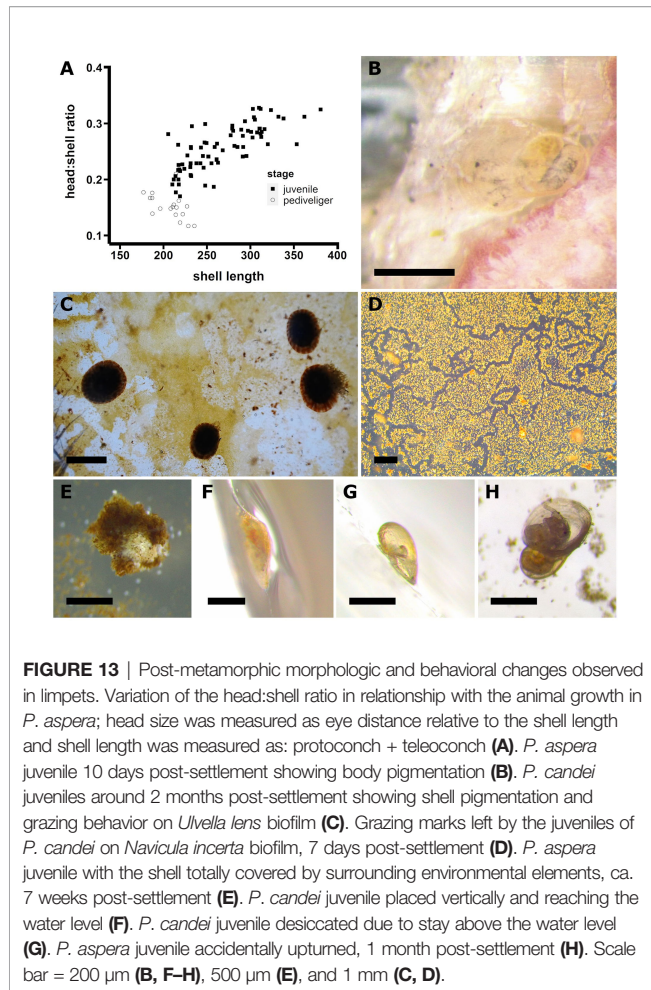 A
0.4
0.3
0.2
0.1
head:shell ratio
stage
juvenile
pediveliger
150 200 250 300 350 400
shell length
B
C
D
E
F
G
H
FIGURE 13 | Post-metamorphic morphologic and behavioral changes observed
in limpets. Variation of the head:shell ratio in relationship with the animal growth in
P. aspera; head size was measured as eye distance relative to the shell length
and shell length was measured as: protoconch + teleoconch (A). P. aspera
juvenile 10 days post-settlement showing body pigmentation (B). P. candei
juveniles around 2 months post-settlement showing shell pigmentation and
grazing behavior on Ulvella lens biofilm (C). Grazing marks left by the juveniles of
P. candei on Navicula incerta biofilm, 7 days post-settlement (D). P. aspera
juvenile with the shell totally covered by surrounding environmental elements, ca.
7 weeks post-settlement (E). P. candei juvenile placed vertically and reaching the
water level (F). P. candei juvenile desiccated due to stay above the water level
(G). P. aspera juvenile accidentally upturned, 1 month post-settlement (H). Scale
bar = 200 μm (B, F–H), 500 μm (E), and 1 mm (C, D).